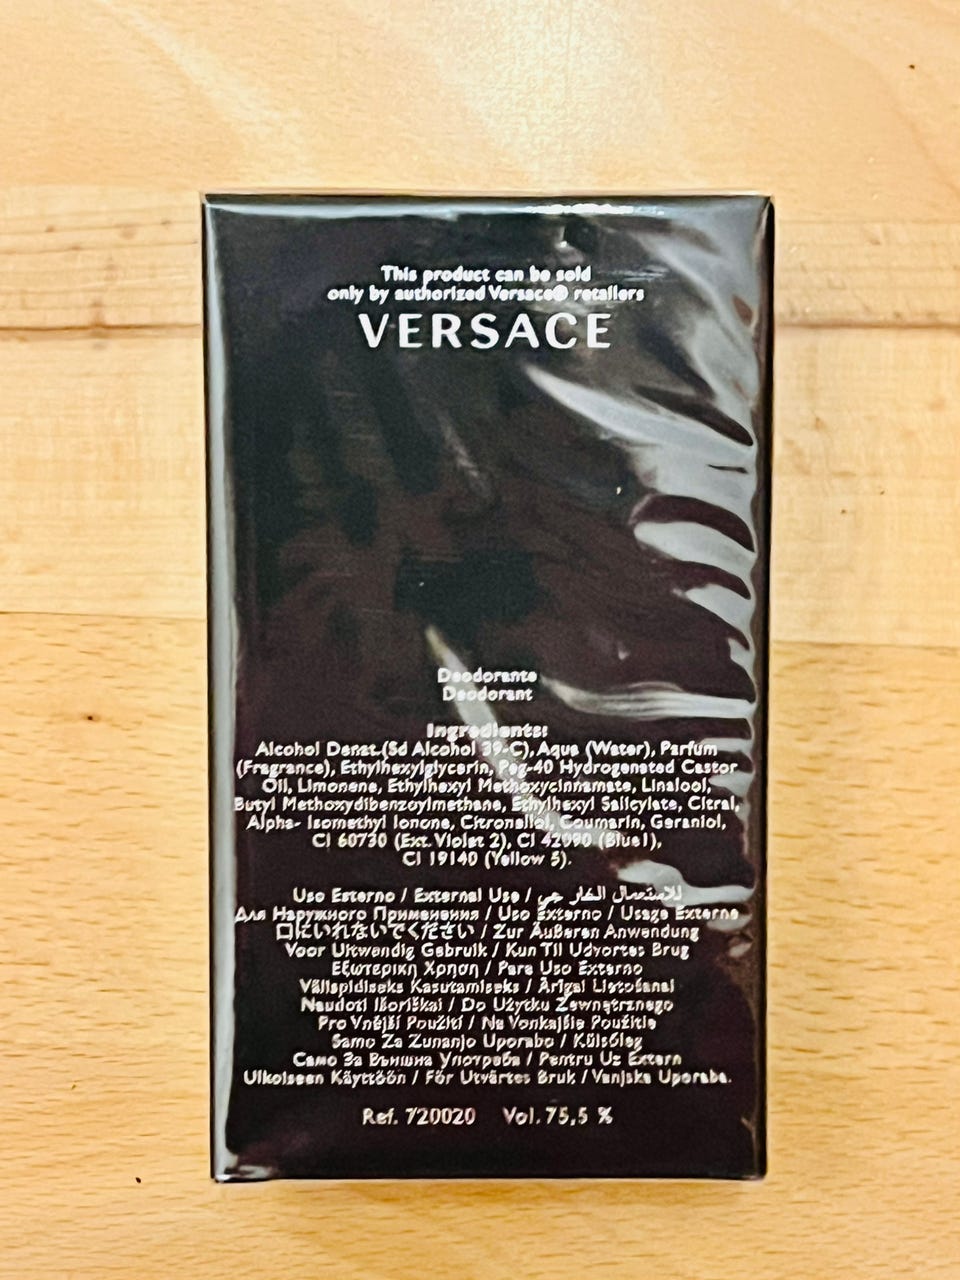 This product can be sold
only by authorized Versace® retailers
VERSACE
Deodorante
Deodorant
Ingredients:
Alcohol Denat.(Sd Alcohol 39-C), Aqua (Water), Parfum
(Fragrance), Ethylhexylglycerin, Peg-40 Hydrogenated Castor
Oil, Limonene, Ethylhexyl Methoxycinnamate, Linalool,
Butyl Methoxydibenzoylmethane, Ethylhexyl Salicylate, Citral,
Alpha- Isomethyl Ionone, Citronellol, Coumarin, Geraniol,
CI 60730 (Ext. Violet 2), CI 42090 (Blue1),
CI 19140 (Yellow 5).
Uso Esterno / External Use / للاستعمال الخارجي
Для Наружного Применения / Uso Externo / Usage Externe
口にいれないでください / Zur Äußeren Anwendung
Voor Uitwendig Gebruik / Kun Til Udvortes Brug
Εξωτερικη Χρηση / Para Uso Externo
Välispidiseks Kasutamiseks / Ārīgai Lietošanai
Naudoti Išoriškai / Do Użytku Zewnętrznego
Pro Vnější Použití / Na Vonkajšie Použitie
Samo Za Zunanjo Uporabo / Külsőleg
Само За Външна Употреба / Pentru Uz Extern
Ulkoiseen Käyttöön / För Utvärtes Bruk / Vanjska Uporaba.
Ref. 720020 Vol. 75,5 %